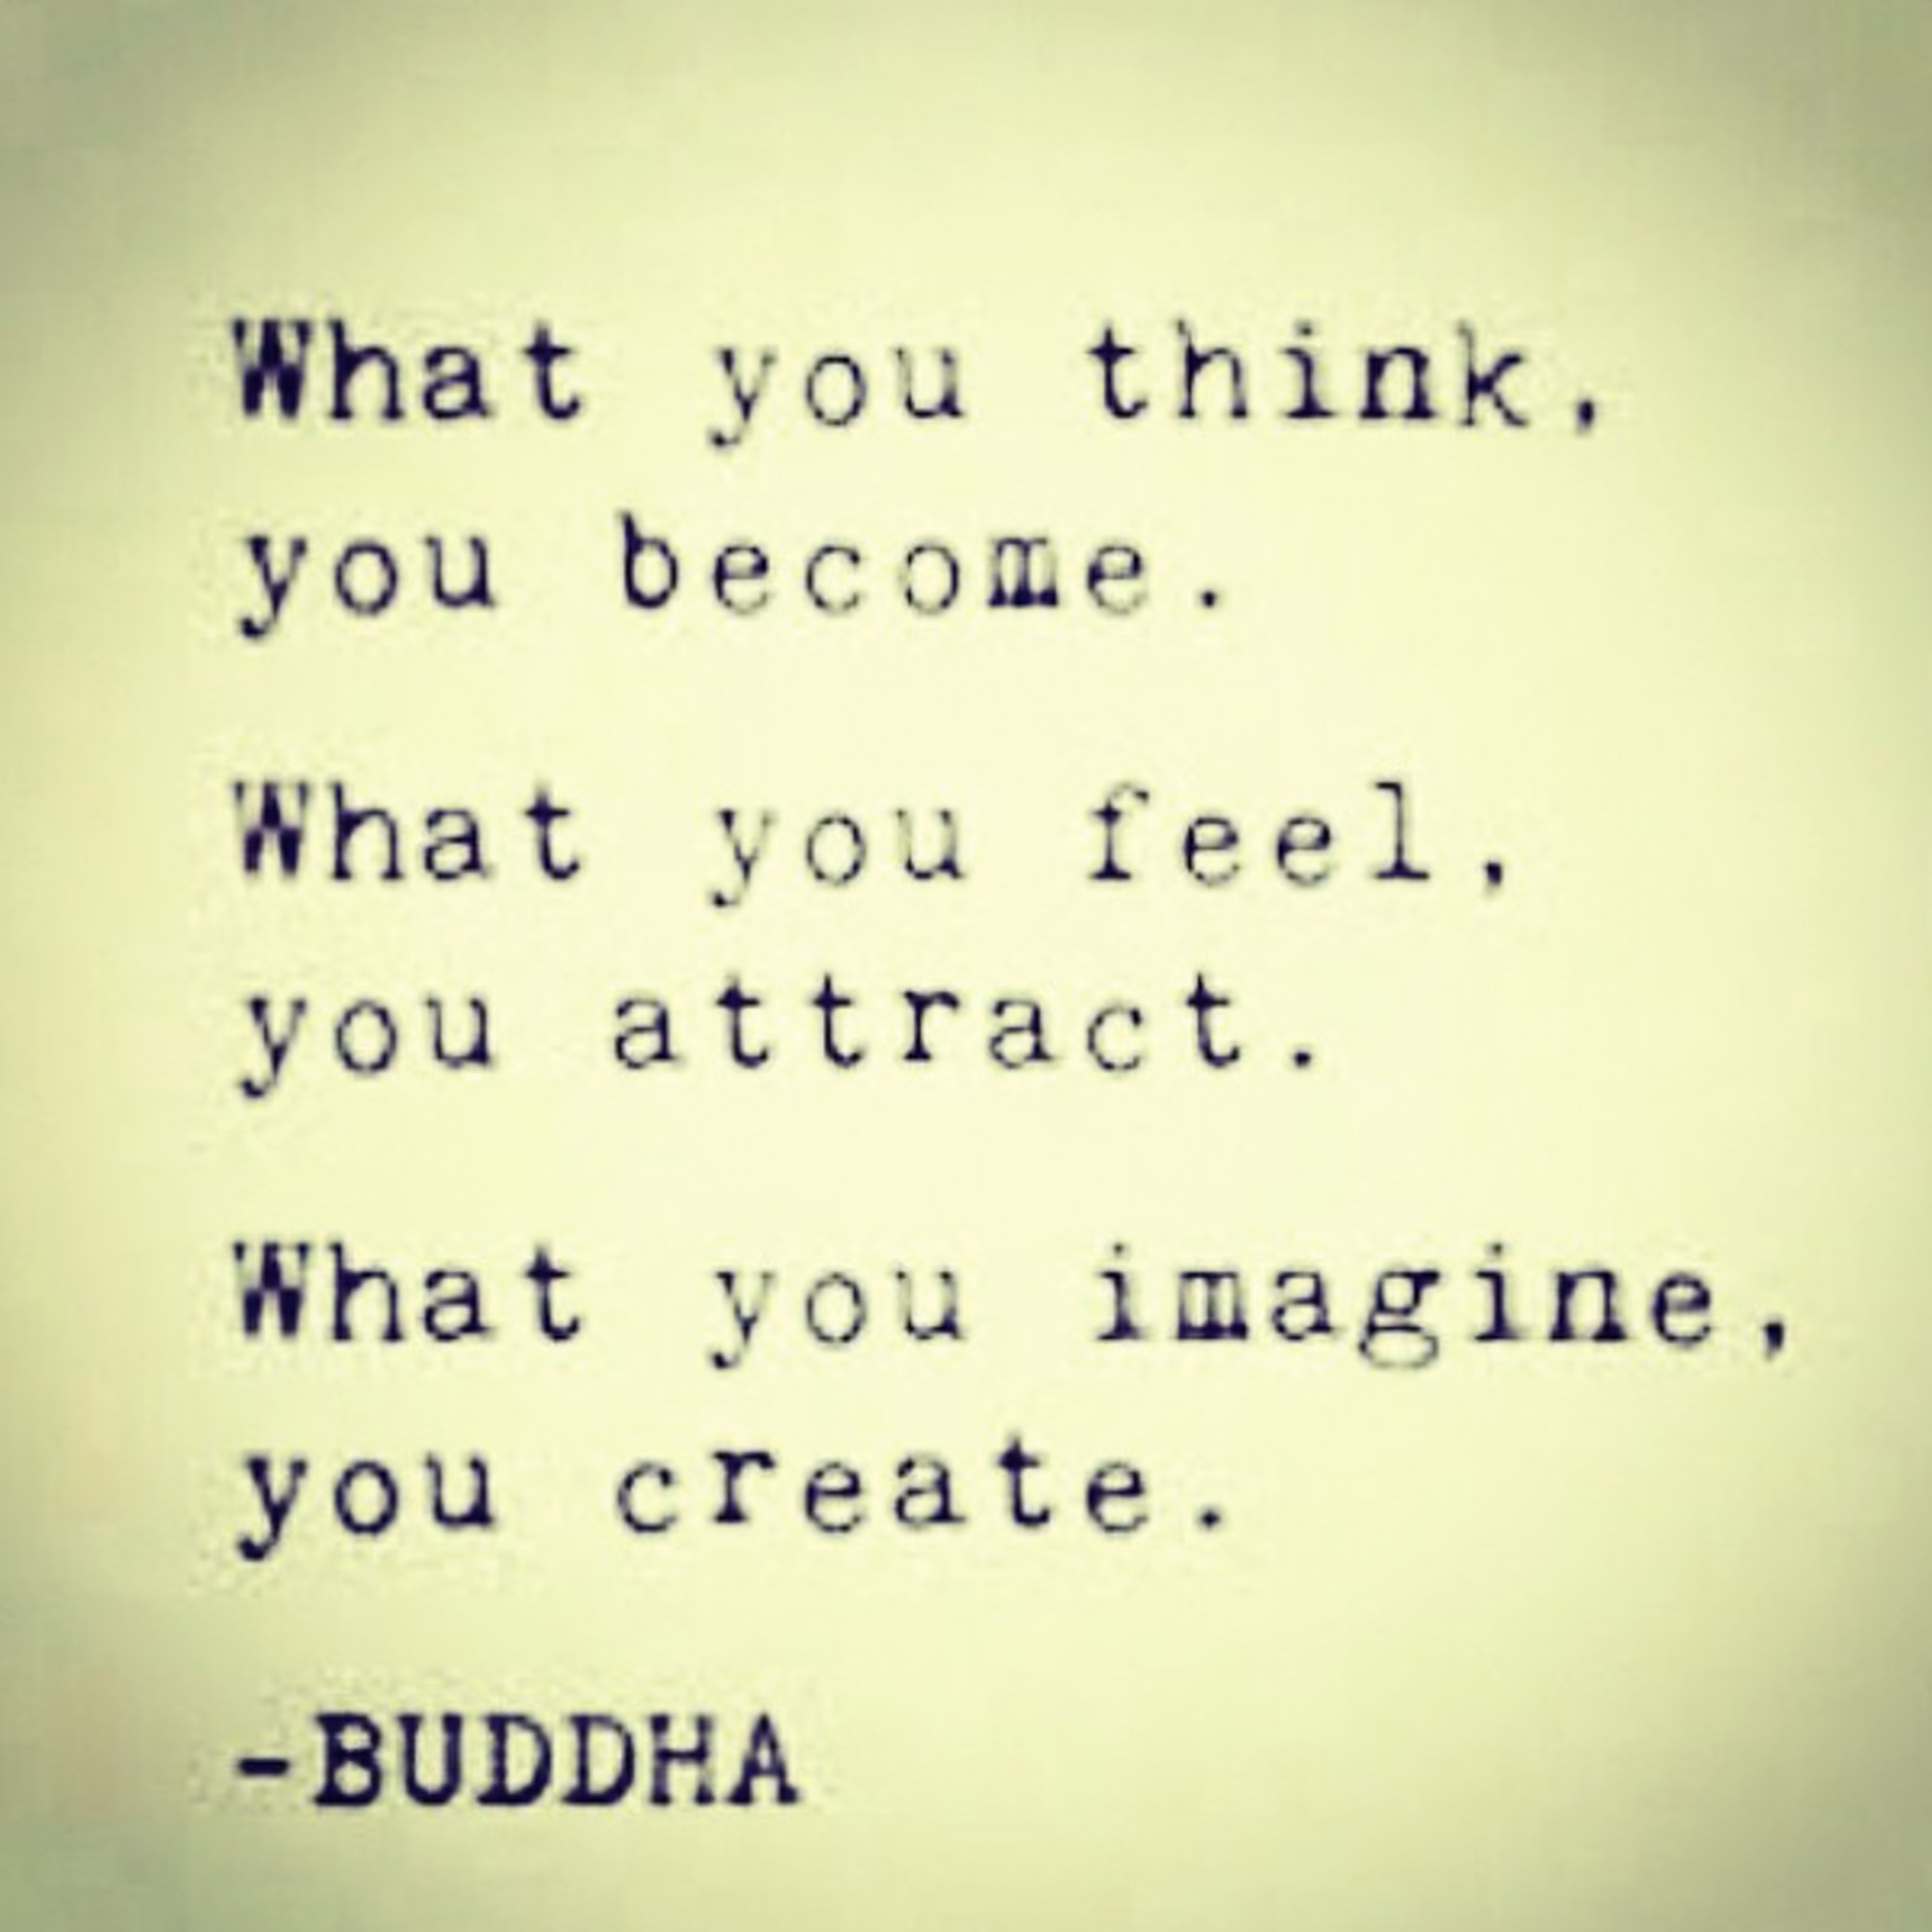 What you think,
you become.
What you feel,
you attract.
What you imagine,
you create.
-BUDDHA